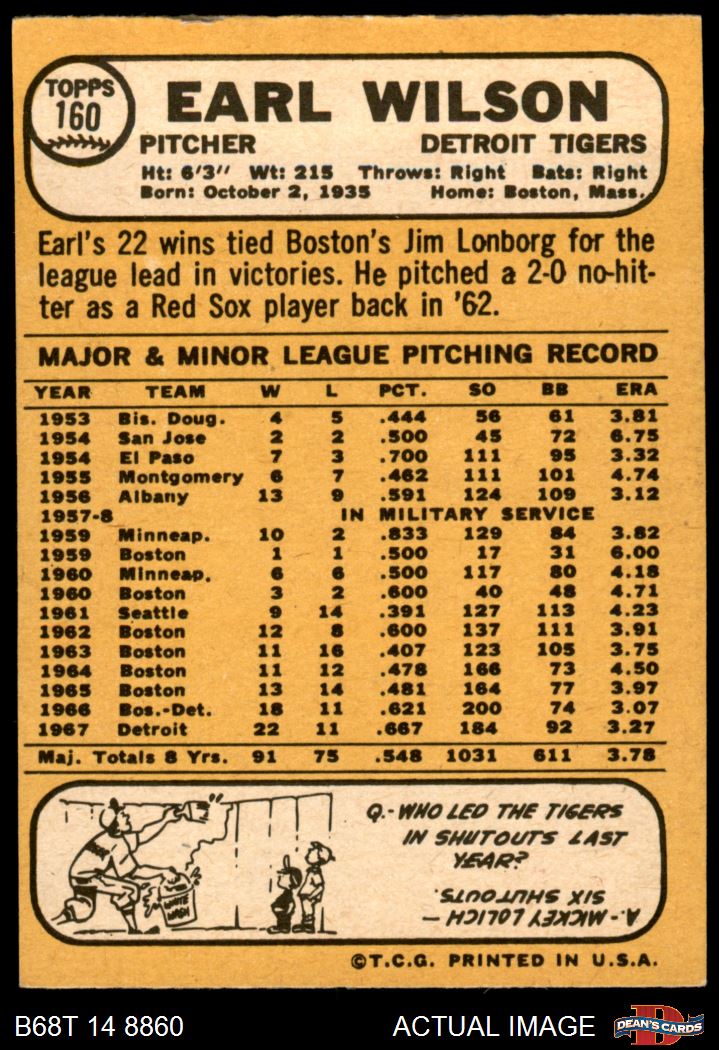 TOPPS
160
EARL WILSON
PITCHER DETROIT TIGERS
Ht: 6'3" Wt: 215 Throws: Right Bats: Right
Born: October 2, 1935 Home: Boston, Mass.
Earl's 22 wins tied Boston's Jim Lonborg for the
league lead in victories. He pitched a 2-0 no-hit-
ter as a Red Sox player back in '62.
MAJOR & MINOR LEAGUE PITCHING RECORD
YEAR TEAM W L PCT. SO BB ERA
1953 Bis. Doug. 4 5 .444 56 61 3.81
1954 San Jose 2 2 .500 45 72 6.75
1954 El Paso 7 3 .700 111 95 3.32
1955 Montgomery 6 7 .462 111 101 4.74
1956 Albany 13 9 .591 124 109 3.12
1957-8 IN MILITARY SERVICE
1959 Minneap. 10 2 .833 129 84 3.82
1959 Boston 1 1 .500 17 31 6.00
1960 Minneap. 6 6 .500 117 80 4.18
1960 Boston 3 2 .600 40 48 4.71
1961 Seattle 9 14 .391 127 113 4.23
1962 Boston 12 8 .600 137 111 3.91
1963 Boston 11 16 .407 123 105 3.75
1964 Boston 11 12 .478 166 73 4.50
1965 Boston 13 14 .481 164 77 3.97
1966 Bos.-Det. 18 11 .621 200 74 3.07
1967 Detroit 22 11 .667 184 92 3.27
Maj. Totals 8 Yrs. 91 75 .548 1031 611 3.78
WHITE
WASH
Q.- WHO LED THE TIGERS
IN SHUTOUTS LAST
YEAR?
A.- MICKEY LOLICH —
SIX SHUTOUTS.
©T.C.G. PRINTED IN U.S.A.
B68T 14 8860 ACTUAL IMAGE
D
DEAN'S CARDS